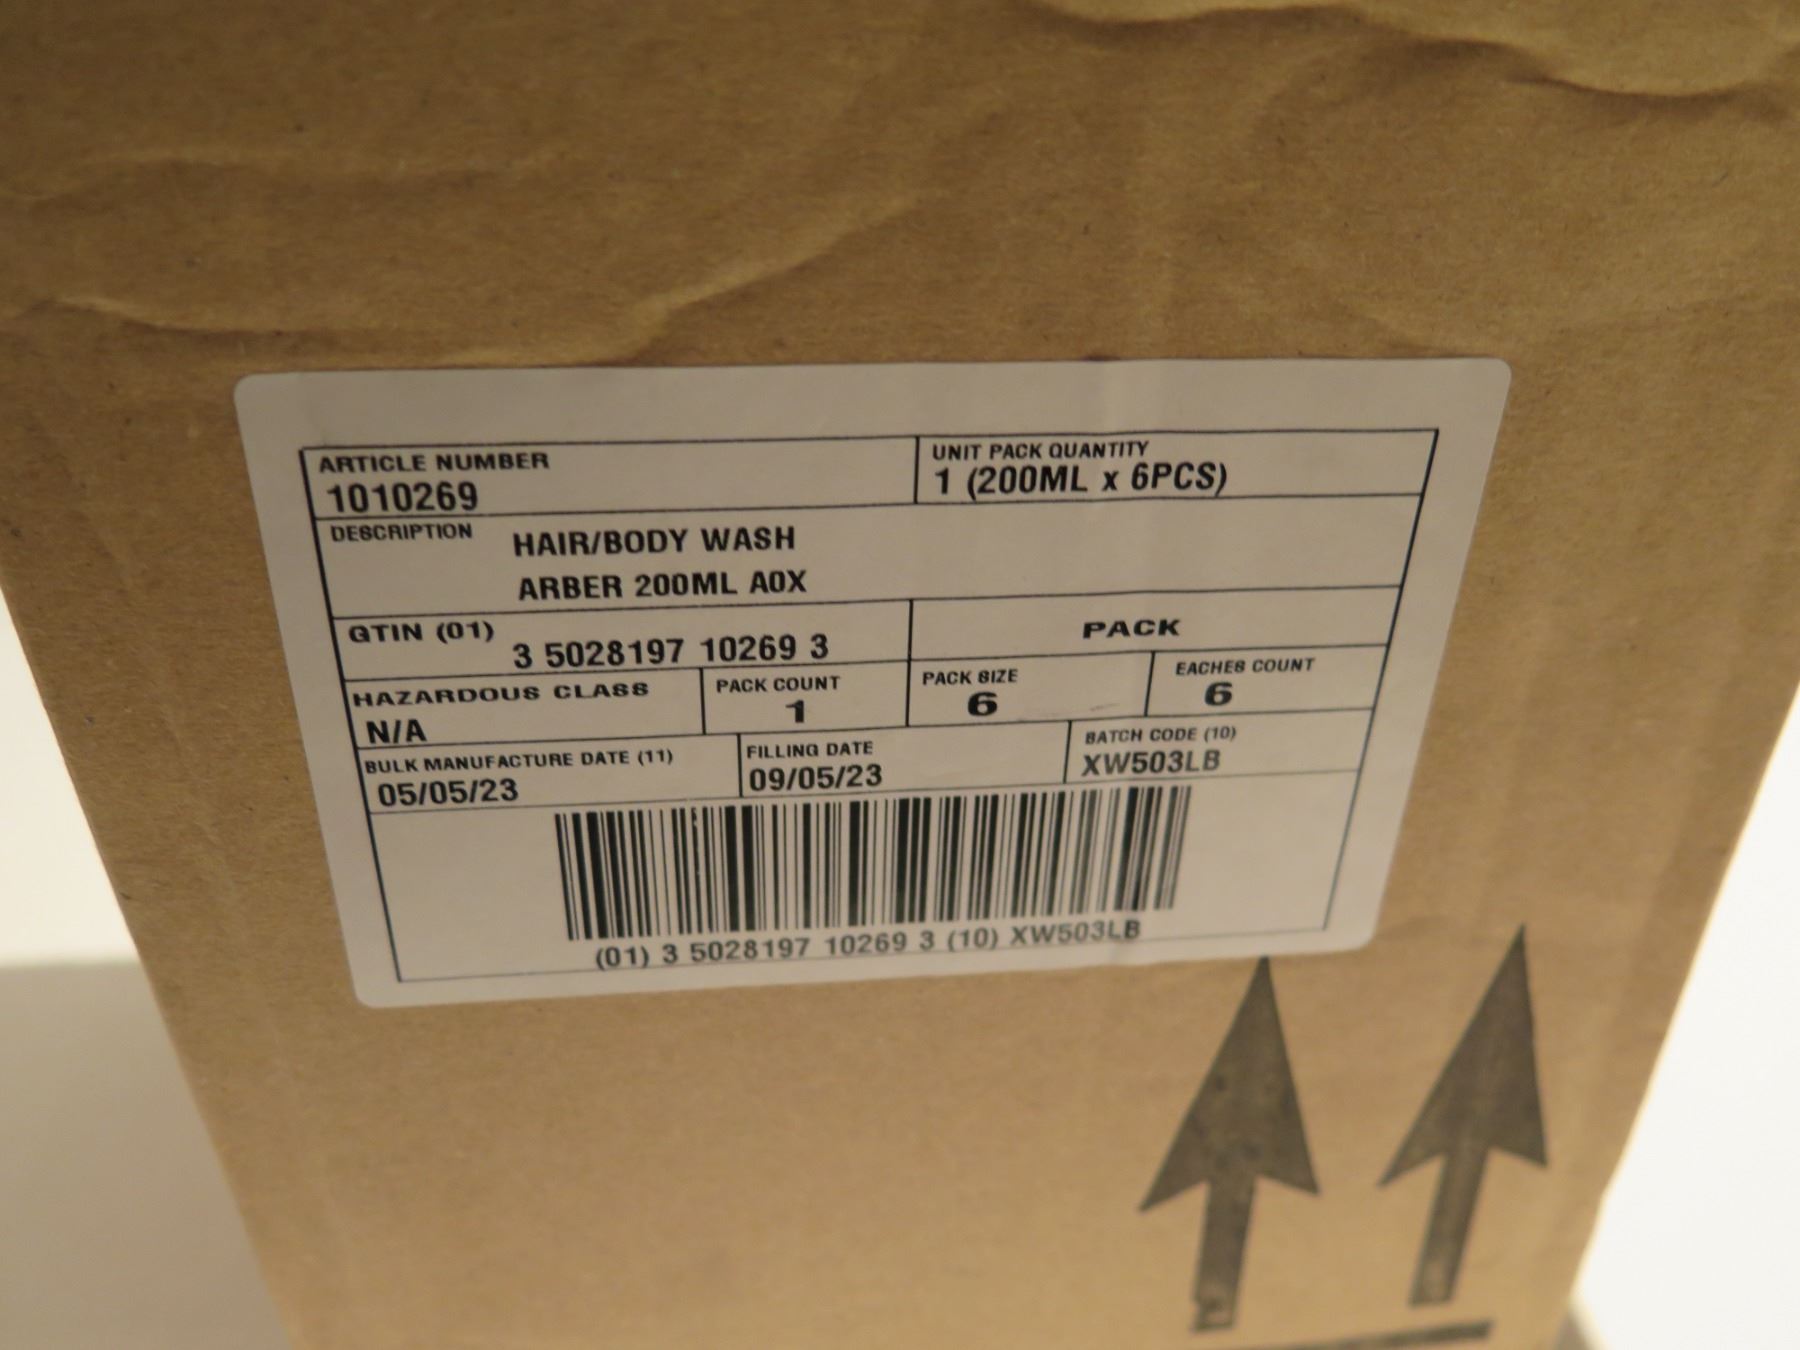 ARTICLE NUMBER
1010269
UNIT PACK QUANTITY
1 (200ML x 6PCS)
DESCRIPTION
HAIR/BODY WASH
ARBER 200ML AOX
GTIN (01)
3 5028197 10269 3
PACK
HAZARDOUS CLASS
N/A
PACK COUNT
1
PACK SIZE
6
EACHES COUNT
6
BULK MANUFACTURE DATE (11)
05/05/23
FILLING DATE
09/05/23
BATCH CODE (10)
XW503LB
(01) 3 5028197 10269 3 (10) XW503LB